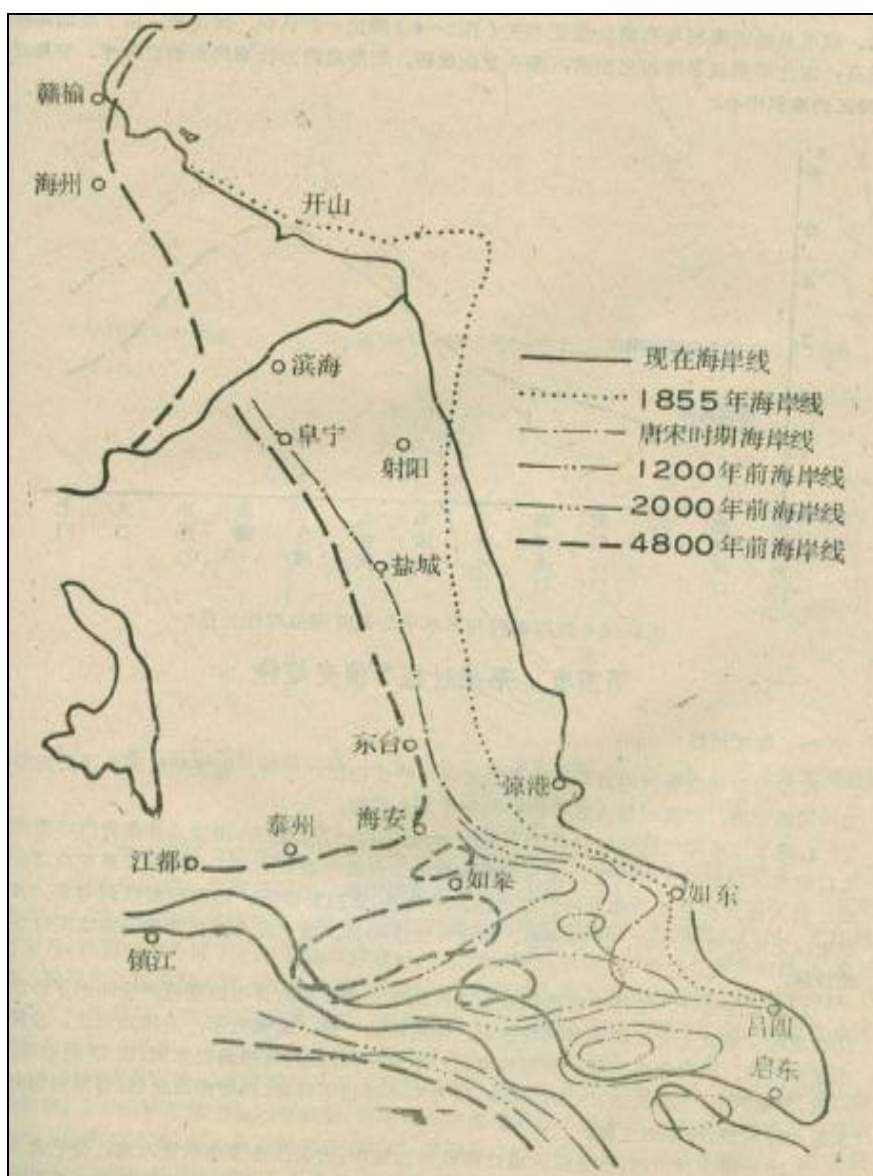 赣榆
海州
开山
滨海
阜宁
射阳
盐城
东台
弶港
海安
泰州
江都
如皋
如东
镇江
吕四
启东
现在海岸线
1855年海岸线
唐宋时期海岸线
1200年前海岸线
2000年前海岸线
4800年前海岸线